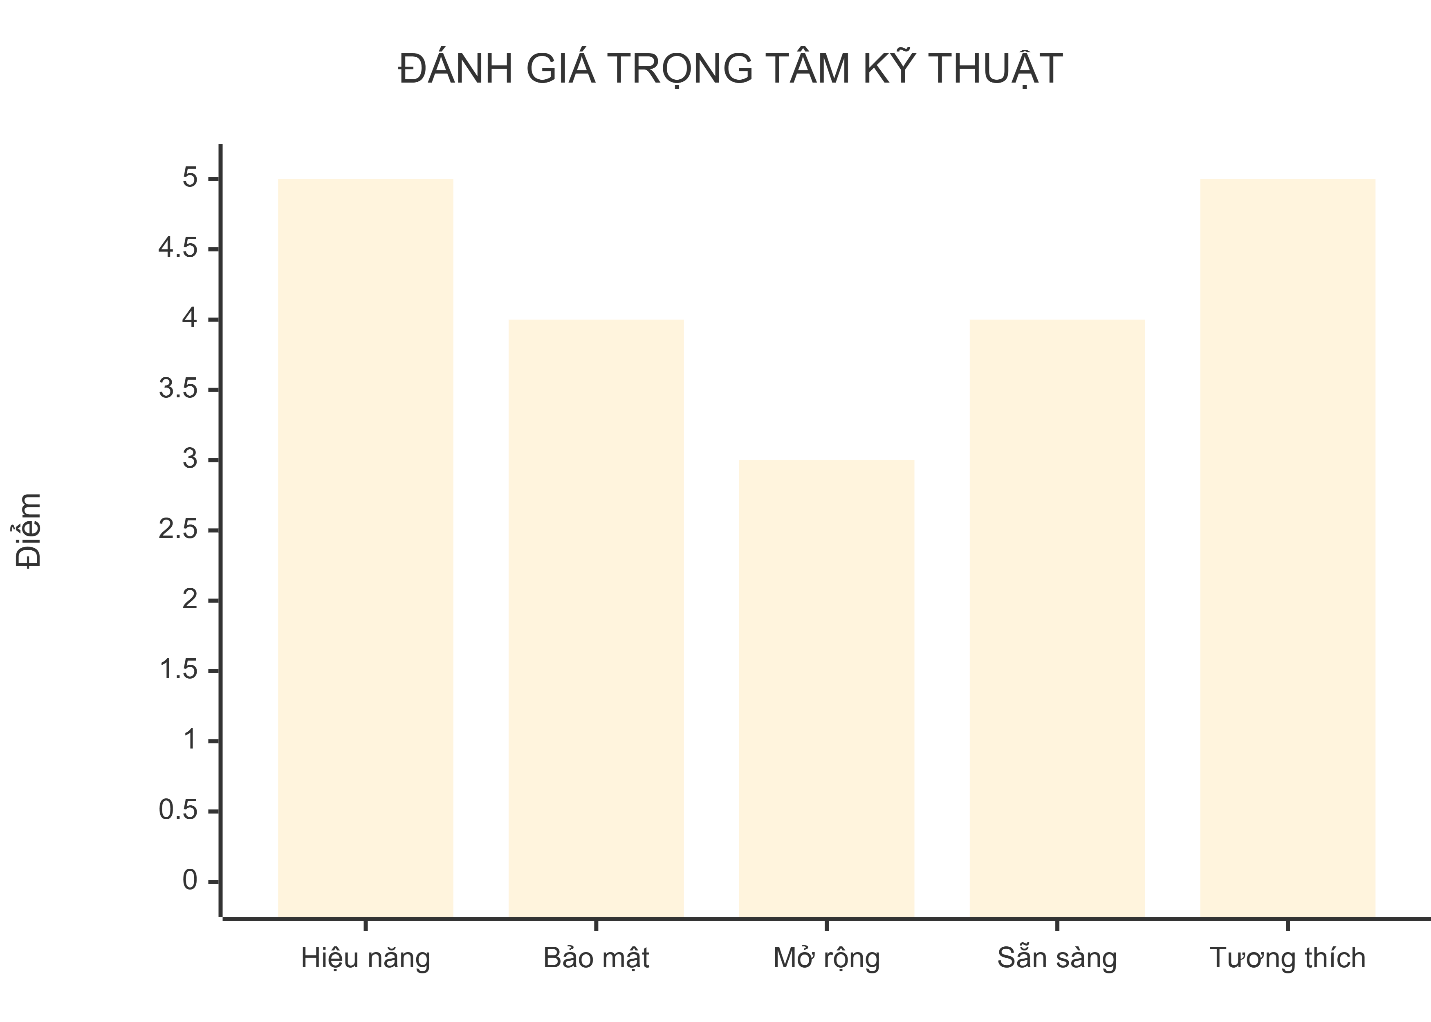 ĐÁNH GIÁ TRỌNG TÂM KỸ THUẬT
Điểm
5
4.5
4
3.5
3
2.5
2
1.5
1
0.5
0
Hiệu năng
Bảo mật
Mở rộng
Sẵn sàng
Tương thích